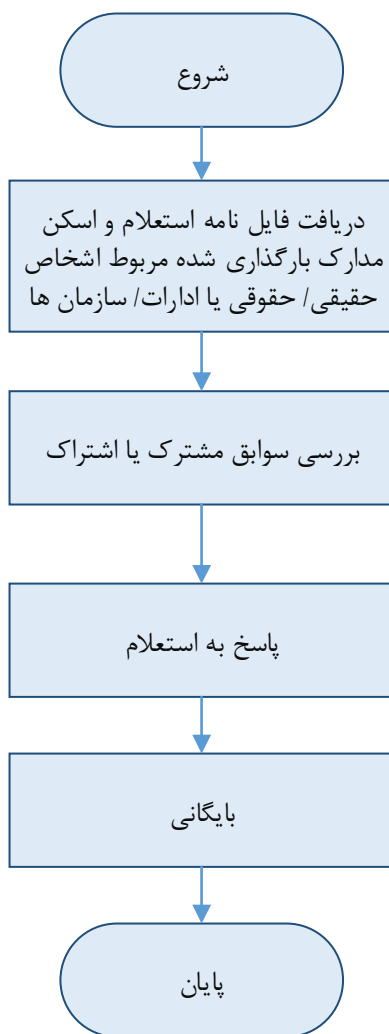 شروع
دریافت فایل نامه استعلام و اسکن
مدارک بارگذاری شده مربوط اشخاص
حقیقی/ حقوقی یا ادارات/ سازمان ها
بررسی سوابق مشترک یا اشتراک
پاسخ به استعلام
بایگانی
پایان